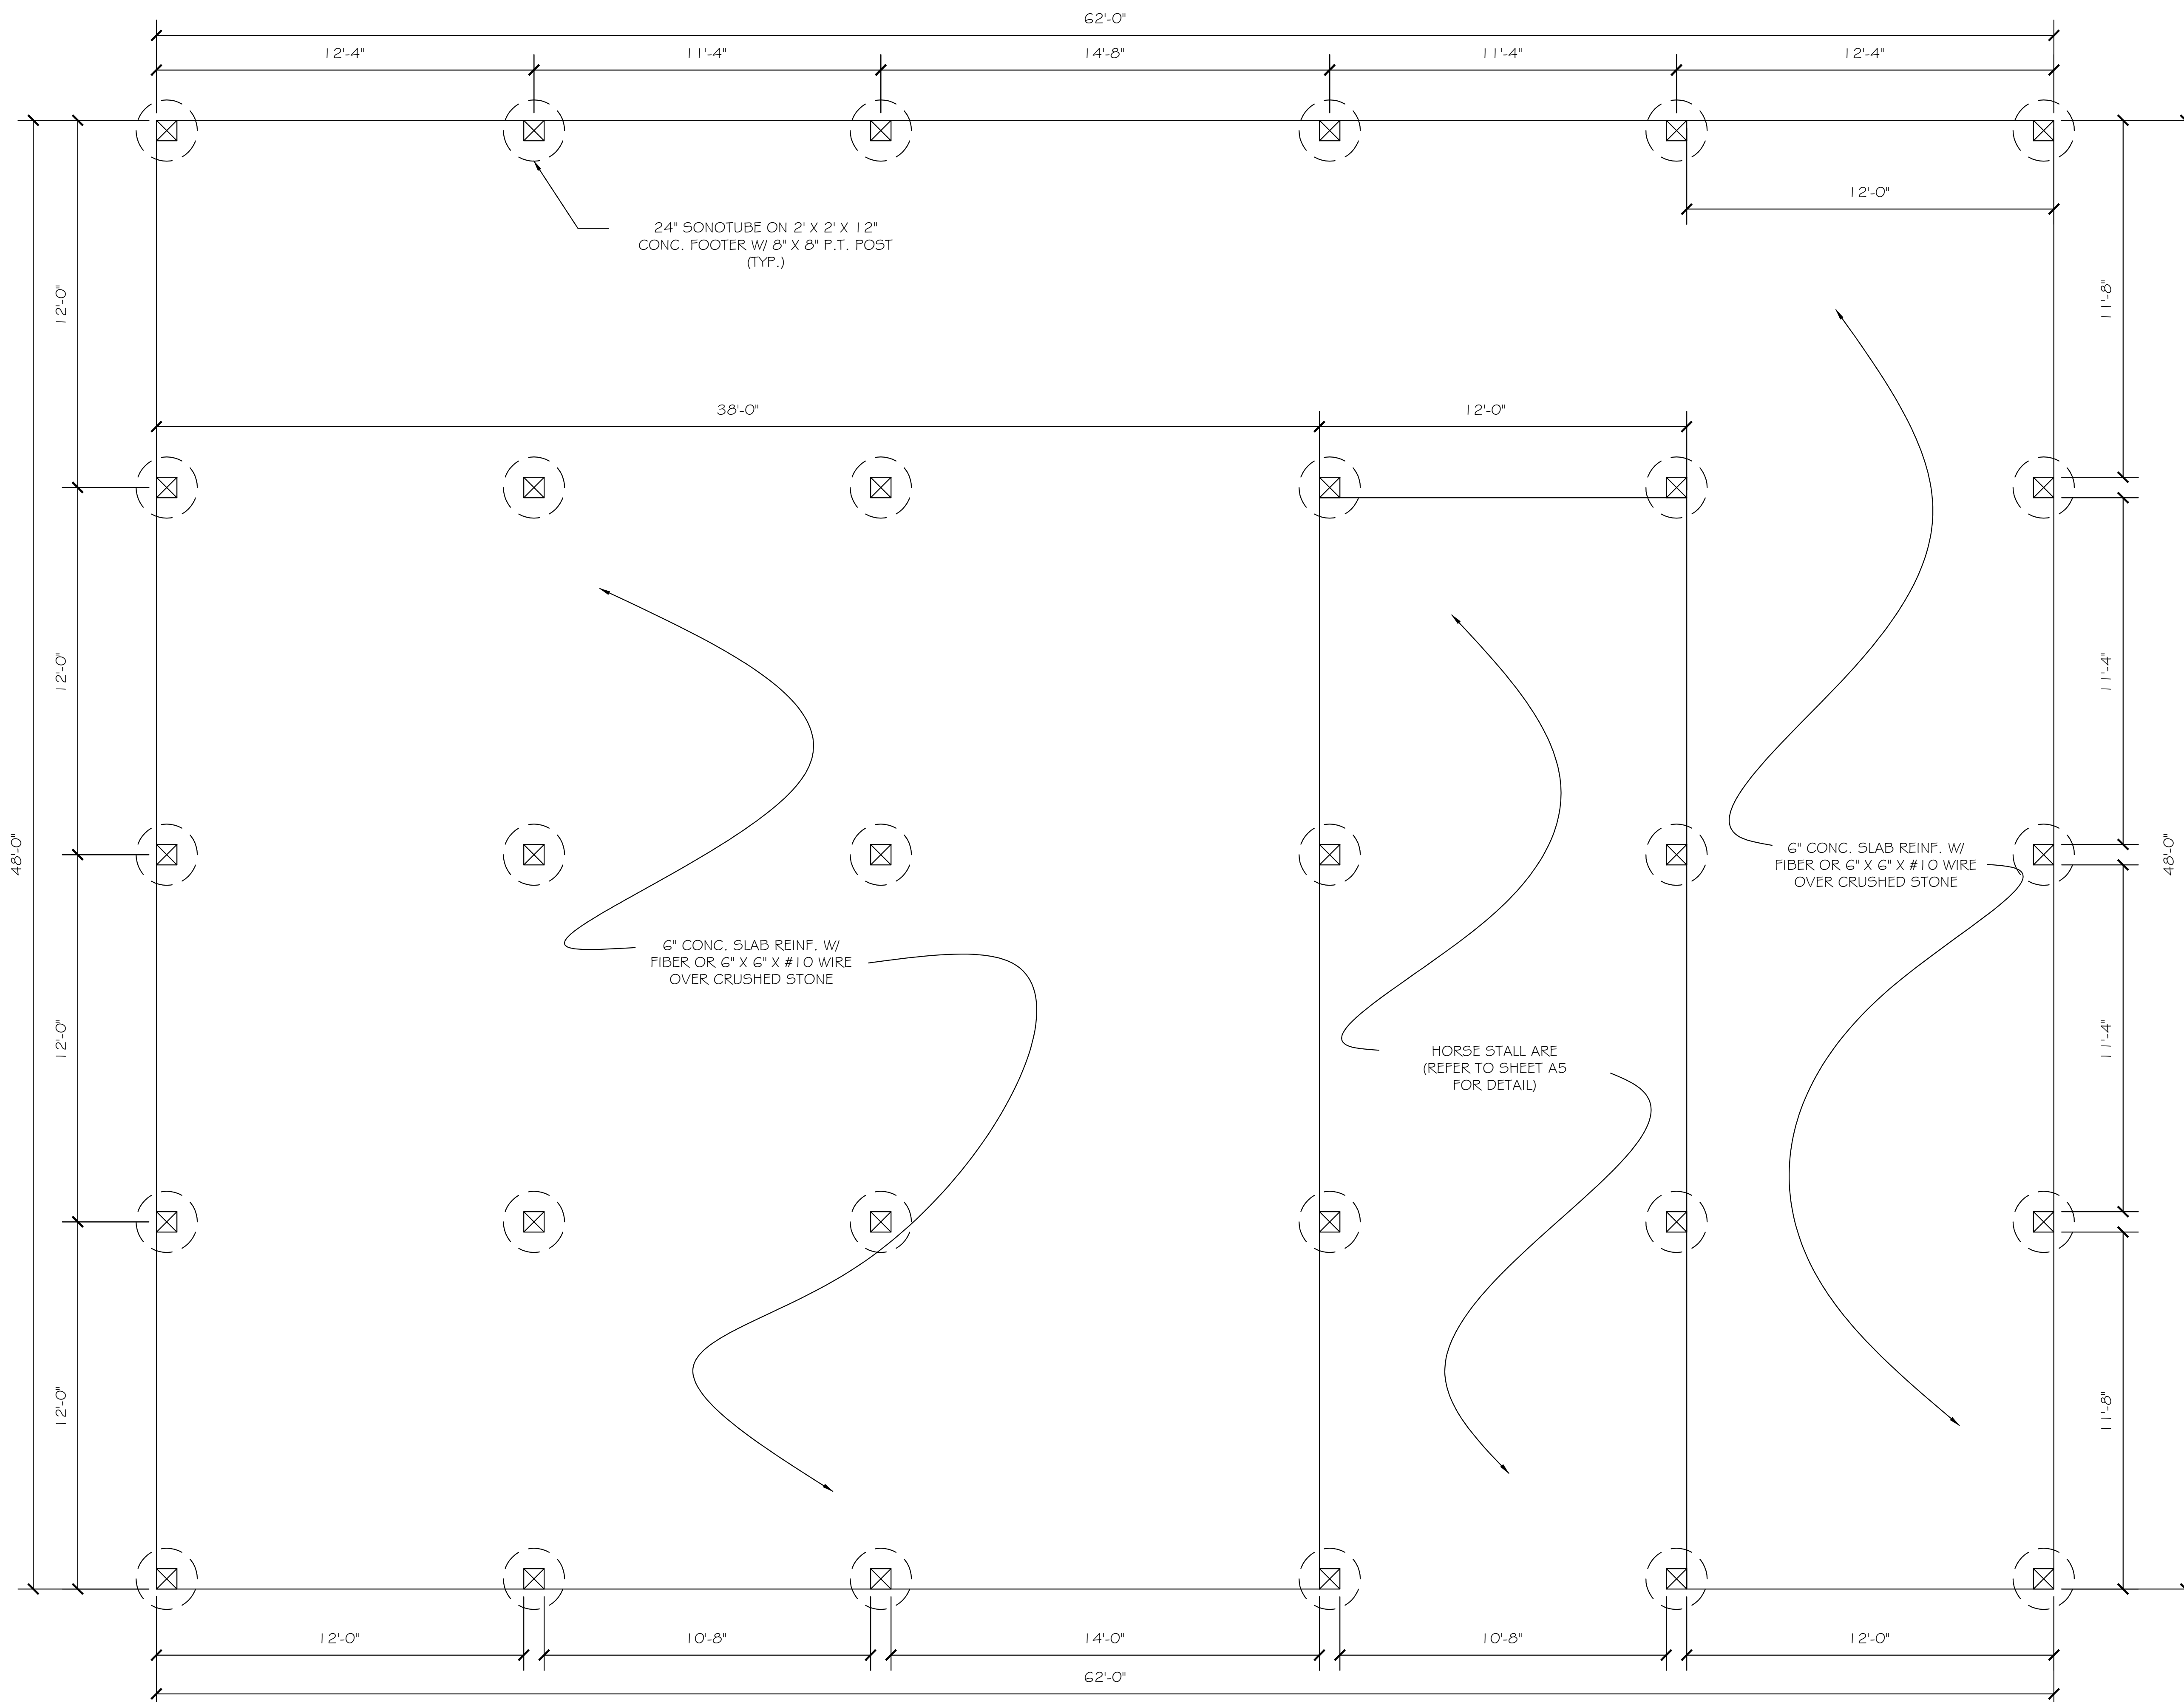 62'-0"
12'-4"
11'-4"
14'-8"
11'-4"
12'-4"
12'-0"
24" SONOTUBE ON 2' X 2' X 12"
CONC. FOOTER W/ 8" X 8" P.T. POST
(TYP.)
12'-0"
11'-8"
38'-0"
12'-0"
12'-0"
11'-4"
48'-0"
48'-0"
6" CONC. SLAB REINF. W/
FIBER OR 6" X 6" X #10 WIRE
OVER CRUSHED STONE
6" CONC. SLAB REINF. W/
FIBER OR 6" X 6" X #10 WIRE
OVER CRUSHED STONE
12'-0"
11'-4"
HORSE STALL ARE
(REFER TO SHEET A5
FOR DETAIL)
12'-0"
11'-8"
12'-0"
10'-8"
14'-0"
10'-8"
12'-0"
62'-0"